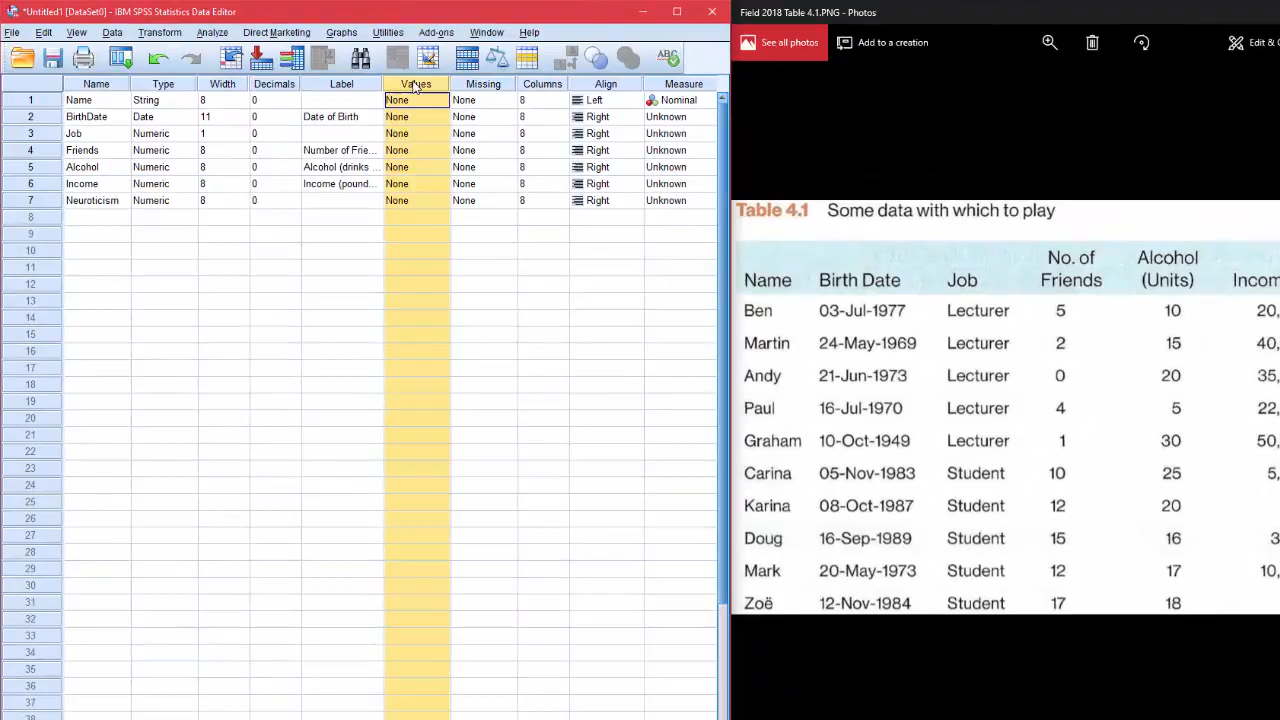 *Untitled1 [DataSet0] - IBM SPSS Statistics Data Editor
File Edit View Data Transform Analyze Direct Marketing Graphs Utilities Add-ons Window Help
Name Type Width Decimals Label Values Missing Columns Align Measure
1 Name String 8 0 None None 8 Left Nominal
2 BirthDate Date 11 0 Date of Birth None None 8 Right Unknown
3 Job Numeric 1 0 None None 8 Right Unknown
4 Friends Numeric 8 0 Number of Frie... None None 8 Right Unknown
5 Alcohol Numeric 8 0 Alcohol (drinks ... None None 8 Right Unknown
6 Income Numeric 8 0 Income (pound... None None 8 Right Unknown
7 Neuroticism Numeric 8 0 None None 8 Right Unknown
8
9
10
11
12
13
14
15
16
17
18
19
20
21
22
23
24
25
26
27
28
29
30
31
32
33
34
35
36
37
38
Field 2018 Table 4.1.PNG - Photos
See all photos Add to a creation Edit & C
Table 4.1 Some data with which to play
No. of Alcohol
Name Birth Date Job Friends (Units) Incom
Ben 03-Jul-1977 Lecturer 5 10 20,
Martin 24-May-1969 Lecturer 2 15 40,
Andy 21-Jun-1973 Lecturer 0 20 35,
Paul 16-Jul-1970 Lecturer 4 5 22,
Graham 10-Oct-1949 Lecturer 1 30 50,
Carina 05-Nov-1983 Student 10 25 5,
Karina 08-Oct-1987 Student 12 20
Doug 16-Sep-1989 Student 15 16 3
Mark 20-May-1973 Student 12 17 10,
Zoë 12-Nov-1984 Student 17 18